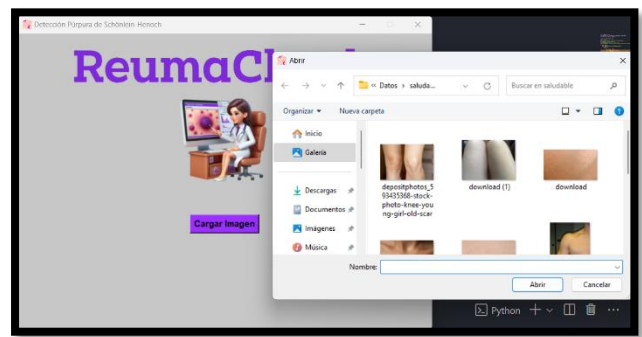 Detección Púrpura de Schönlein-Henoch
ReumaCh
Cargar Imagen
Abrir
« Datos › saluda...
Buscar en saludable
Organizar
Nueva carpeta
Inicio
Galería
Descargas
Documentos
Imágenes
Música
depositphotos_5
93435368-stock-
photo-knee-you
ng-girl-old-scar
download (1)
download
Nombre:
Abrir
Cancelar
Python